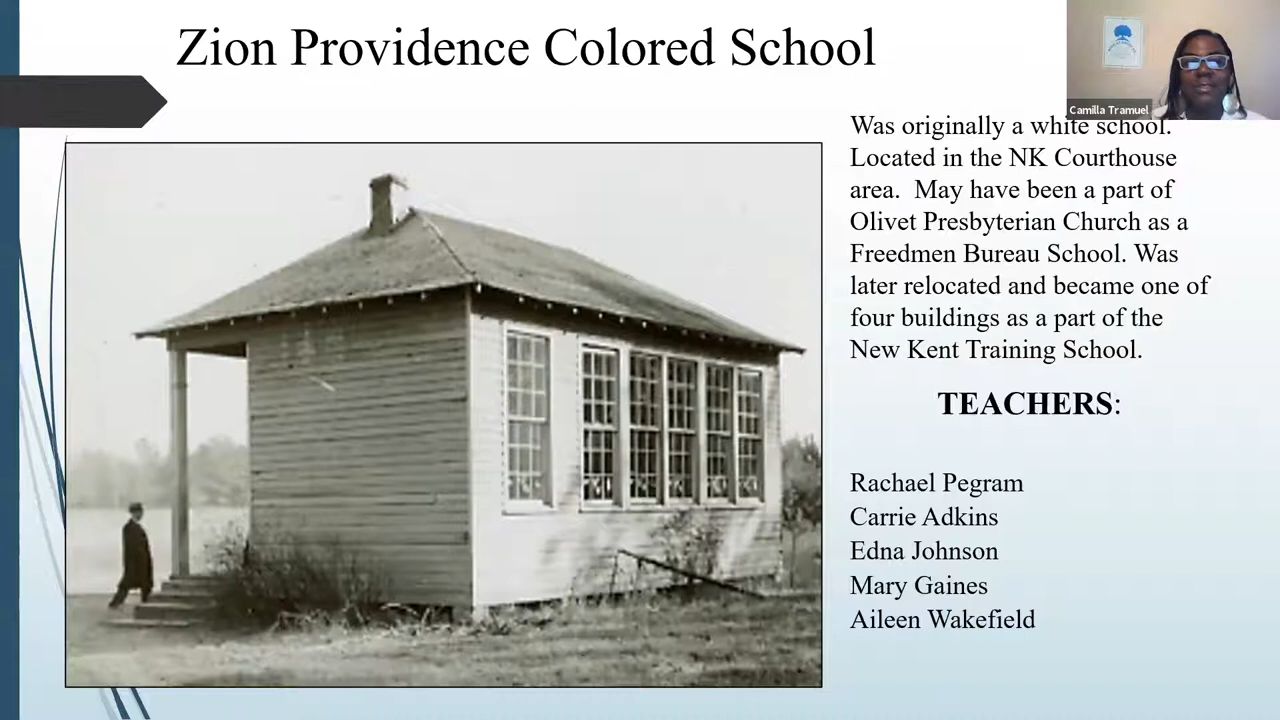 Zion Providence Colored School
Camilla Tramuel
Was originally a white school.
Located in the NK Courthouse
area. May have been a part of
Olivet Presbyterian Church as a
Freedmen Bureau School. Was
later relocated and became one of
four buildings as a part of the
New Kent Training School.
TEACHERS:
Rachael Pegram
Carrie Adkins
Edna Johnson
Mary Gaines
Aileen Wakefield